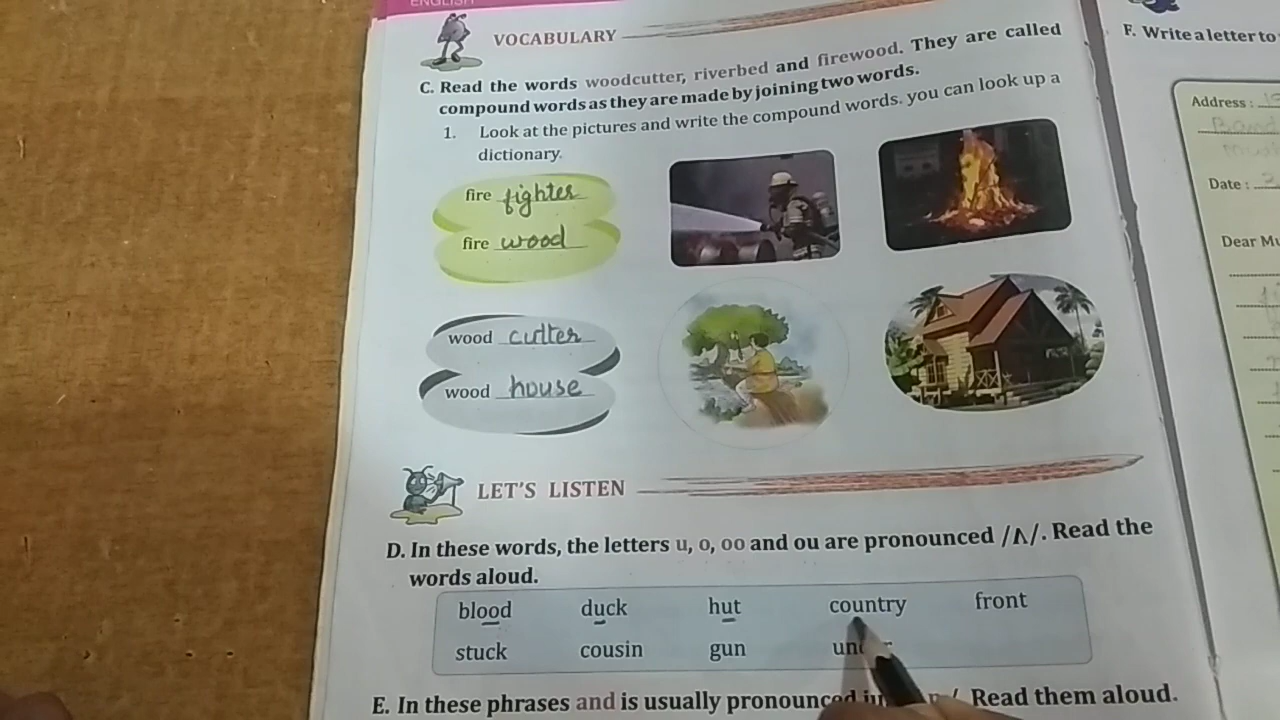 ENGLISH
VOCABULARY
C. Read the words woodcutter, riverbed and firewood. They are called
compound words as they are made by joining two words.
1. Look at the pictures and write the compound words. you can look up a
dictionary.
fire fighter
fire wood
wood cutter
wood house
LET'S LISTEN
D. In these words, the letters u, o, oo and ou are pronounced /ʌ/. Read the
words aloud.
blood duck hut country front
stuck cousin gun
E. In these phrases and is usually pronounced Read them aloud.
F. Write a letter to
Address :
Date :
Dear